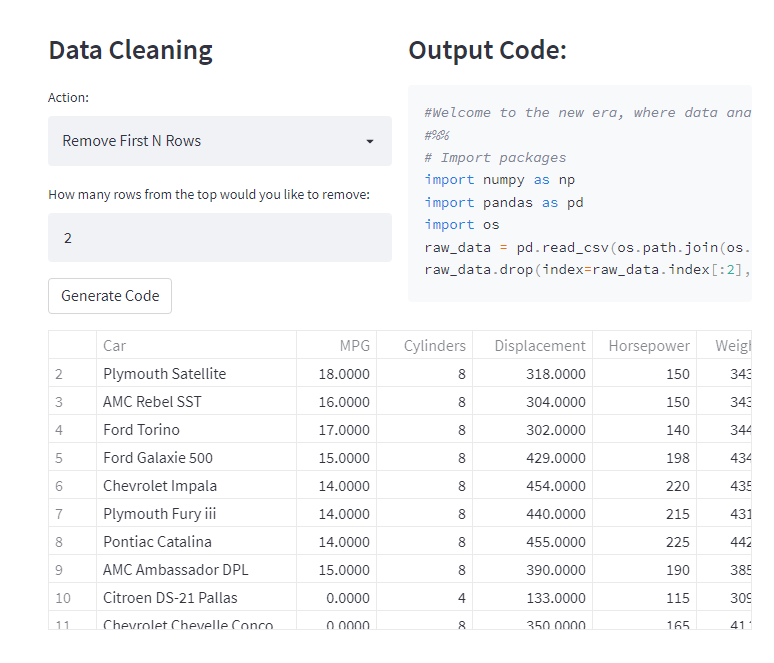 Data Cleaning
Action:
Remove First N Rows
How many rows from the top would you like to remove:
2
Generate Code
Output Code:
#Welcome to the new era, where data ana
#%%
# Import packages
import numpy as np
import pandas as pd
import os
raw_data = pd.read_csv(os.path.join(os.
raw_data.drop(index=raw_data.index[:2],
Car MPG Cylinders Displacement Horsepower Weigh
2 Plymouth Satellite 18.0000 8 318.0000 150 343
3 AMC Rebel SST 16.0000 8 304.0000 150 343
4 Ford Torino 17.0000 8 302.0000 140 344
5 Ford Galaxie 500 15.0000 8 429.0000 198 434
6 Chevrolet Impala 14.0000 8 454.0000 220 435
7 Plymouth Fury iii 14.0000 8 440.0000 215 431
8 Pontiac Catalina 14.0000 8 455.0000 225 442
9 AMC Ambassador DPL 15.0000 8 390.0000 190 385
10 Citroen DS-21 Pallas 0.0000 4 133.0000 115 309
11 Chevrolet Chevelle Conco 0.0000 8 350.0000 165 41